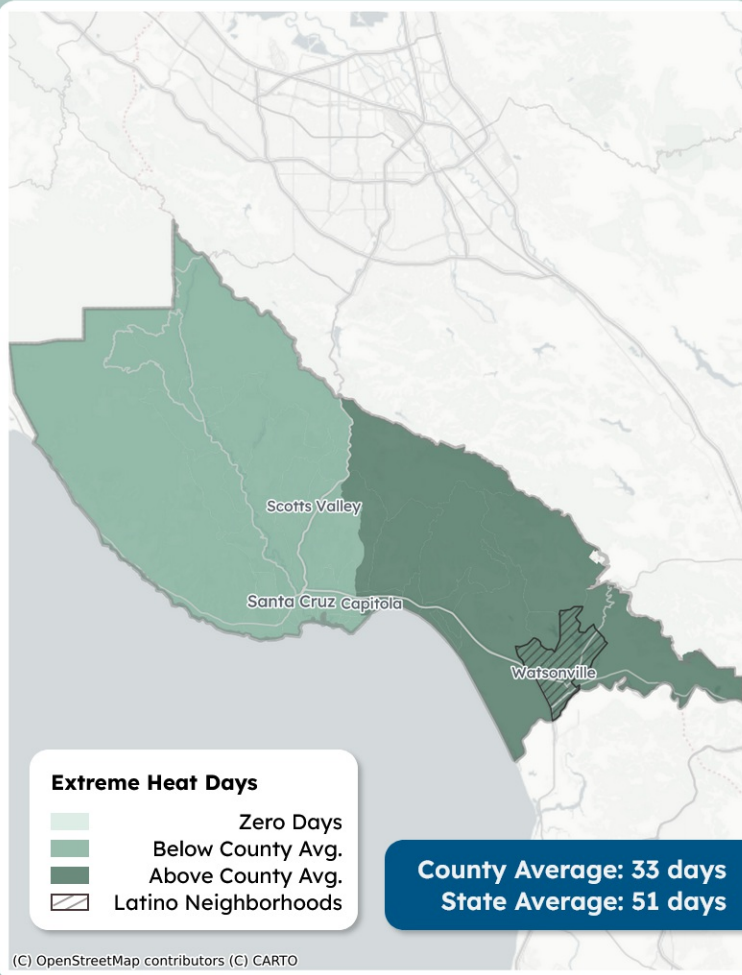 Scotts Valley
Santa Cruz
Capitola
Watsonville
Extreme Heat Days
Zero Days
Below County Avg.
Above County Avg.
Latino Neighborhoods
County Average: 33 days
State Average: 51 days
(C) OpenStreetMap contributors (C) CARTO